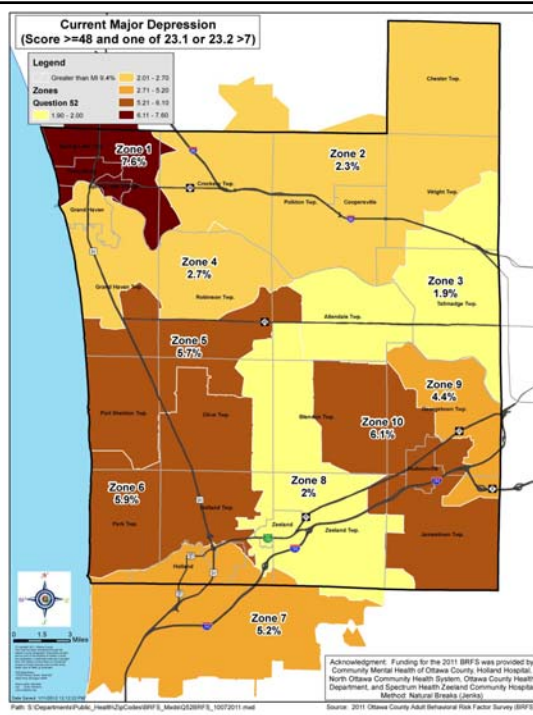 Current Major Depression
(Score >=48 and one of 23.1 or 23.2 >7)
Legend
Greater than MI 9.4%
Zones
Question 52
1.90 - 2.00
2.01 - 2.70
2.71 - 5.20
5.21 - 6.10
6.11 - 7.60
Chester Twp.
Zone 1
7.6%
Zone 2
2.3%
Crockery Twp.
Polkton Twp.
Coopersville
Wright Twp.
Grand Haven
Zone 4
2.7%
Zone 3
1.9%
Tallmadge Twp.
Grand Haven Twp.
Robinson Twp.
Allendale Twp.
Zone 5
5.7%
Zone 9
4.4%
Georgetown Twp.
Port Sheldon Twp.
Olive Twp.
Blendon Twp.
Zone 10
6.1%
Hudsonville
Zone 6
5.9%
Zone 8
2%
Park Twp.
Holland Twp.
Zeeland
Zeeland Twp.
Jamestown Twp.
Holland
Zone 7
5.2%
0 1.5 3
Miles
Acknowledgment: Funding for the 2011 BRFS was provided by
Community Mental Health of Ottawa County, Holland Hospital,
North Ottawa Community Health System, Ottawa County Health
Department, and Spectrum Health Zeeland Community Hospital
Method: Natural Breaks (Jenks)
Source: 2011 Ottawa County Adult Behavioral Risk Factor Survey (BRFS